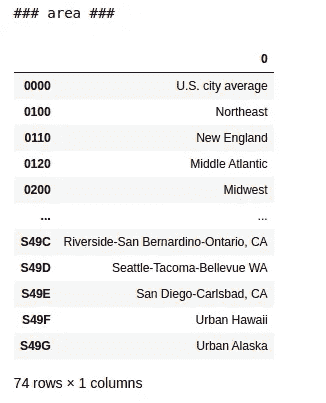 ### area ###
0
0000 U.S. city average
0100 Northeast
0110 New England
0120 Middle Atlantic
0200 Midwest
... ...
S49C Riverside-San Bernardino-Ontario, CA
S49D Seattle-Tacoma-Bellevue WA
S49E San Diego-Carlsbad, CA
S49F Urban Hawaii
S49G Urban Alaska
74 rows × 1 columns